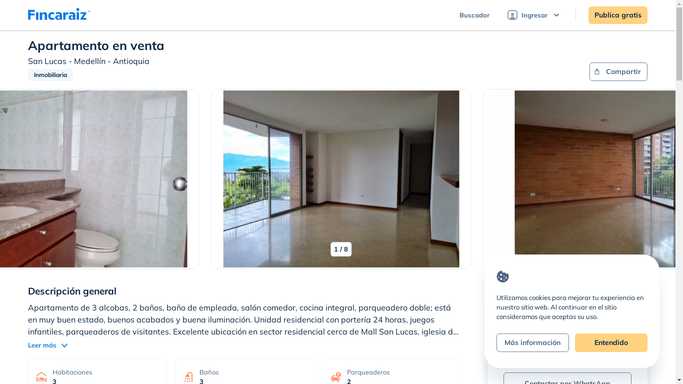 Fincaraiz
Buscador
Ingresar
Publica gratis
Apartamento en venta
San Lucas - Medellín - Antioquia
Inmobiliaria
Compartir
1 / 8
Descripción general
Apartamento de 3 alcobas, 2 baños, baña de empleada, salón comedor, cocina integral, parqueadero doble; está
en muy buen estado, buenos acabados y buena iluminación. Unidad residencial con portería 24 horas, juegos
infantiles, parqueaderos de visitantes. Excelente ubicación en sector residencial cerca de Mall San Lucas, iglesia d...
Leer más
Habitaciones
3
Baños
3
Parqueaderos
2
Utilizamos cookies para mejorar tu experiencia en
nuestro sitio web. Al continuar en el sitio
consideramos que aceptas su uso.
Más información
Entendido
Contactar por WhatsApp